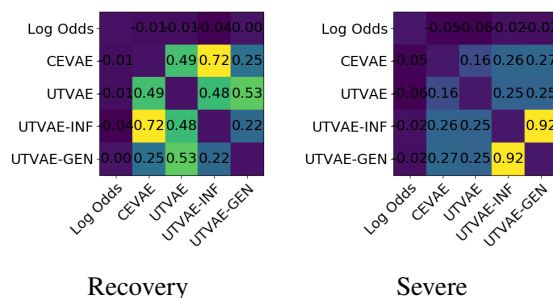 Log Odds -0.01 -0.01 -0.04 -0.00
CEVAE -0.01 0.49 0.72 0.25
UTVAE -0.01 0.49 0.48 0.53
UTVAE-INF -0.04 0.72 0.48 0.22
UTVAE-GEN -0.00 0.25 0.53 0.22
Log Odds CEVAE UTVAE UTVAE-INF UTVAE-GEN
Recovery
Log Odds -0.05 -0.06 -0.02 -0.02
CEVAE -0.05 0.16 0.26 0.27
UTVAE -0.06 0.16 0.25 0.25
UTVAE-INF -0.02 0.26 0.25 0.92
UTVAE-GEN -0.02 0.27 0.25 0.92
Log Odds CEVAE UTVAE UTVAE-INF UTVAE-GEN
Severe